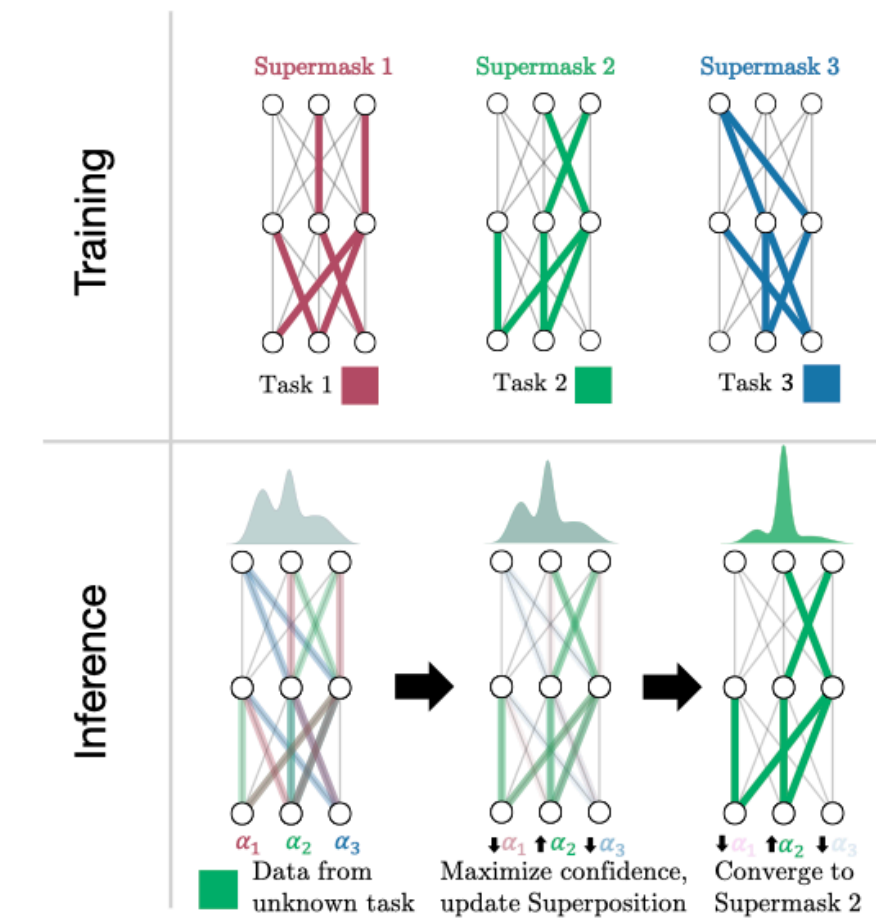 Training
Supermask 1
Supermask 2
Supermask 3
Task 1
Task 2
Task 3
Inference
α₁ α₂ α₃
Data from
unknown task
⬇α₁ ⬆α₂ ⬇α₃
Maximize confidence,
update Superposition
⬇α₁ ⬆α₂ ⬇α₃
Converge to
Supermask 2